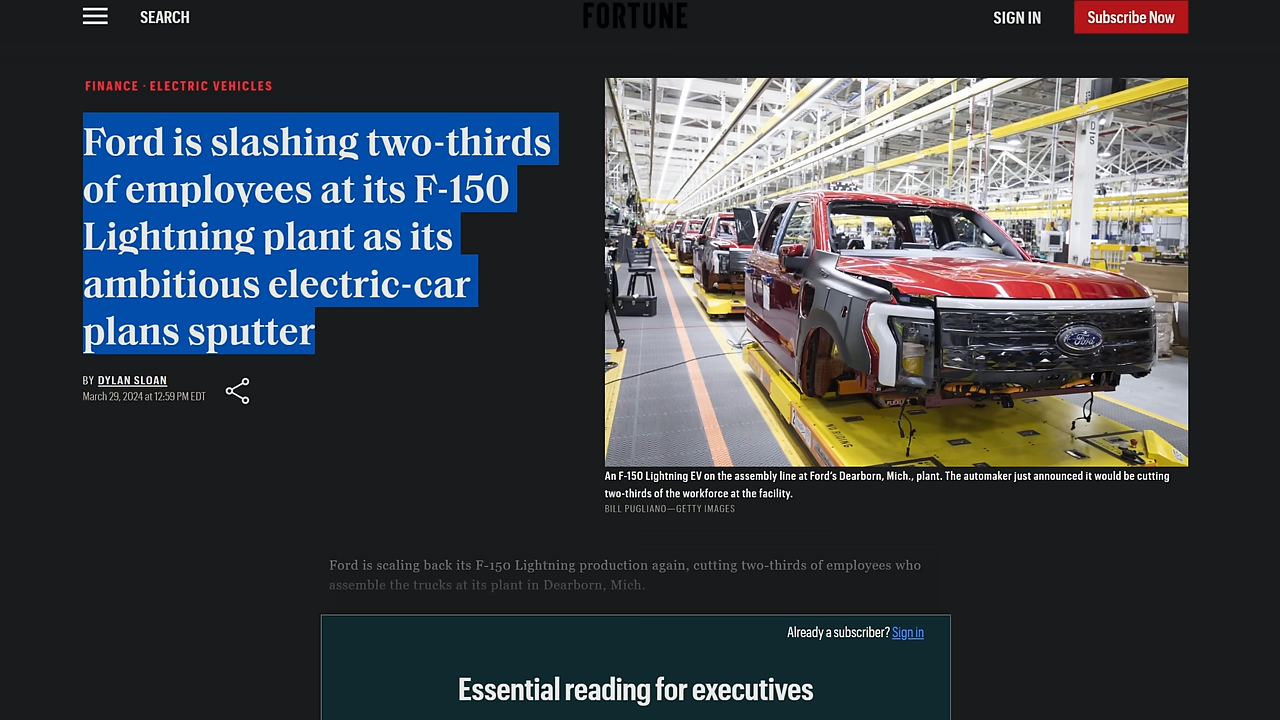 SEARCH
FORTUNE
SIGN IN
Subscribe Now
FINANCE · ELECTRIC VEHICLES
Ford is slashing two-thirds
of employees at its F-150
Lightning plant as its
ambitious electric-car
plans sputter
BY DYLAN SLOAN
March 29, 2024 at 12:59 PM EDT
Ford
NO RIDING
An F-150 Lightning EV on the assembly line at Ford's Dearborn, Mich., plant. The automaker just announced it would be cutting
two-thirds of the workforce at the facility.
BILL PUGLIANO—GETTY IMAGES
Ford is scaling back its F-150 Lightning production again, cutting two-thirds of employees who
assemble the trucks at its plant in Dearborn, Mich.
Already a subscriber? Sign in
Essential reading for executives